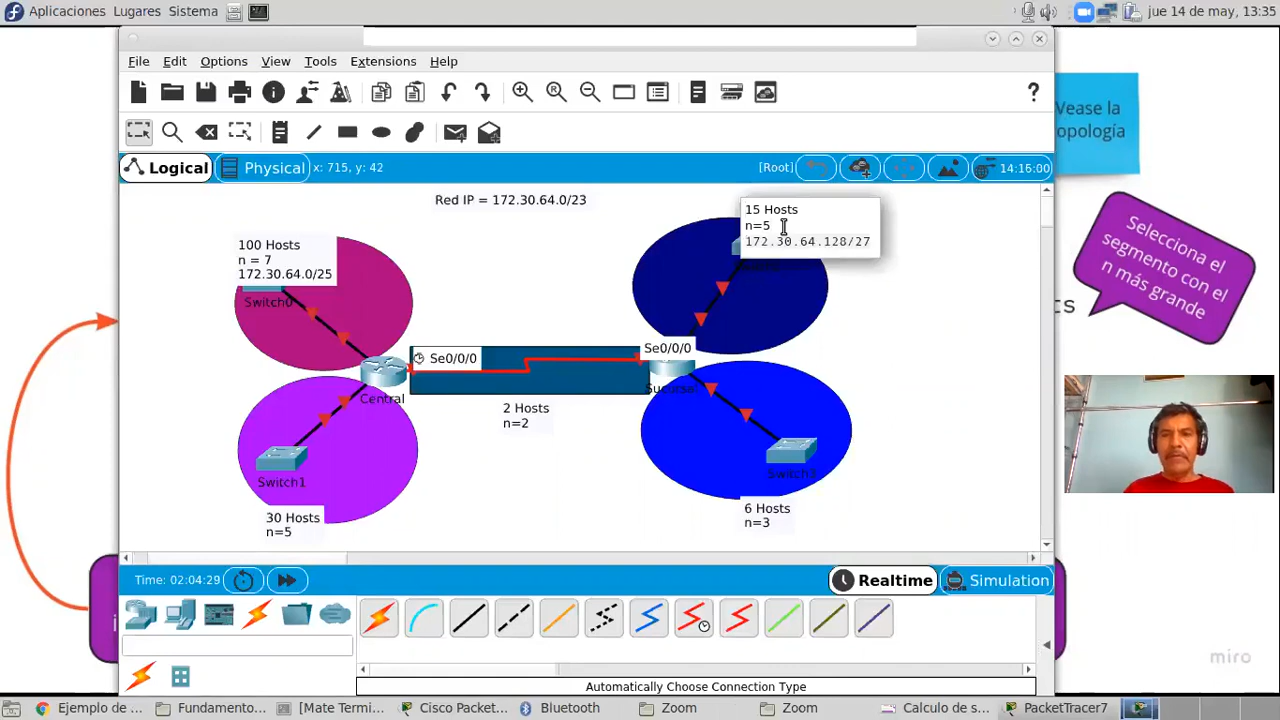 Aplicaciones Lugares Sistema
jue 14 de may, 13:35
File Edit Options View Tools Extensions Help
Logical
Physical
x: 715, y: 42
[Root]
14:16:00
Red IP = 172.30.64.0/23
100 Hosts
n = 7
172.30.64.0/25
Switch0
15 Hosts
n=5
172.30.64.128/27
Se0/0/0
Se0/0/0
Central
Sucursal
2 Hosts
n=2
Switch1
30 Hosts
n=5
Switch3
6 Hosts
n=3
Vease la
Selecciona el
segmento con el
n más grande
Time: 02:04:29
Realtime
Simulation
Automatically Choose Connection Type
miro
Ejemplo de ...
Fundamento...
[Mate Termi...
Cisco Packet...
Bluetooth
Zoom
Zoom
Calculo de s...
PacketTracer7